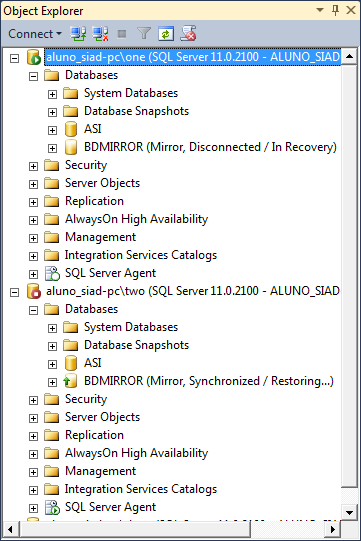 Object Explorer
Connect
aluno_siad-pc\one (SQL Server 11.0.2100 - ALUNO_SIAD
Databases
System Databases
Database Snapshots
ASI
BDMIRROR (Mirror, Disconnected / In Recovery)
Security
Server Objects
Replication
AlwaysOn High Availability
Management
Integration Services Catalogs
SQL Server Agent
aluno_siad-pc\two (SQL Server 11.0.2100 - ALUNO_SIAD
Databases
System Databases
Database Snapshots
ASI
BDMIRROR (Mirror, Synchronized / Restoring...)
Security
Server Objects
Replication
AlwaysOn High Availability
Management
Integration Services Catalogs
SQL Server Agent